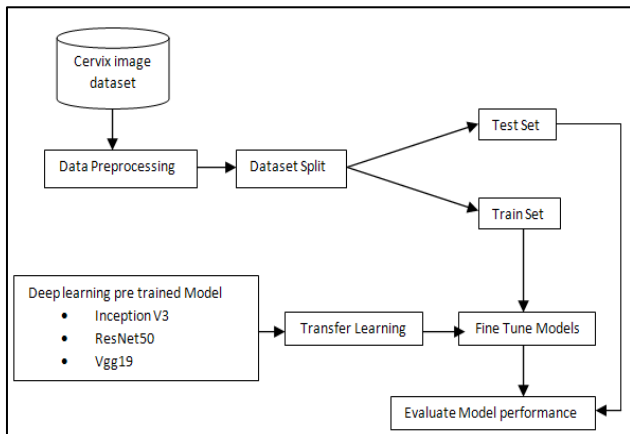 Cervix image
dataset
Data Preprocessing
Dataset Split
Test Set
Train Set
Deep learning pre trained Model
• Inception V3
• ResNet50
• Vgg19
Transfer Learning
Fine Tune Models
Evaluate Model performance